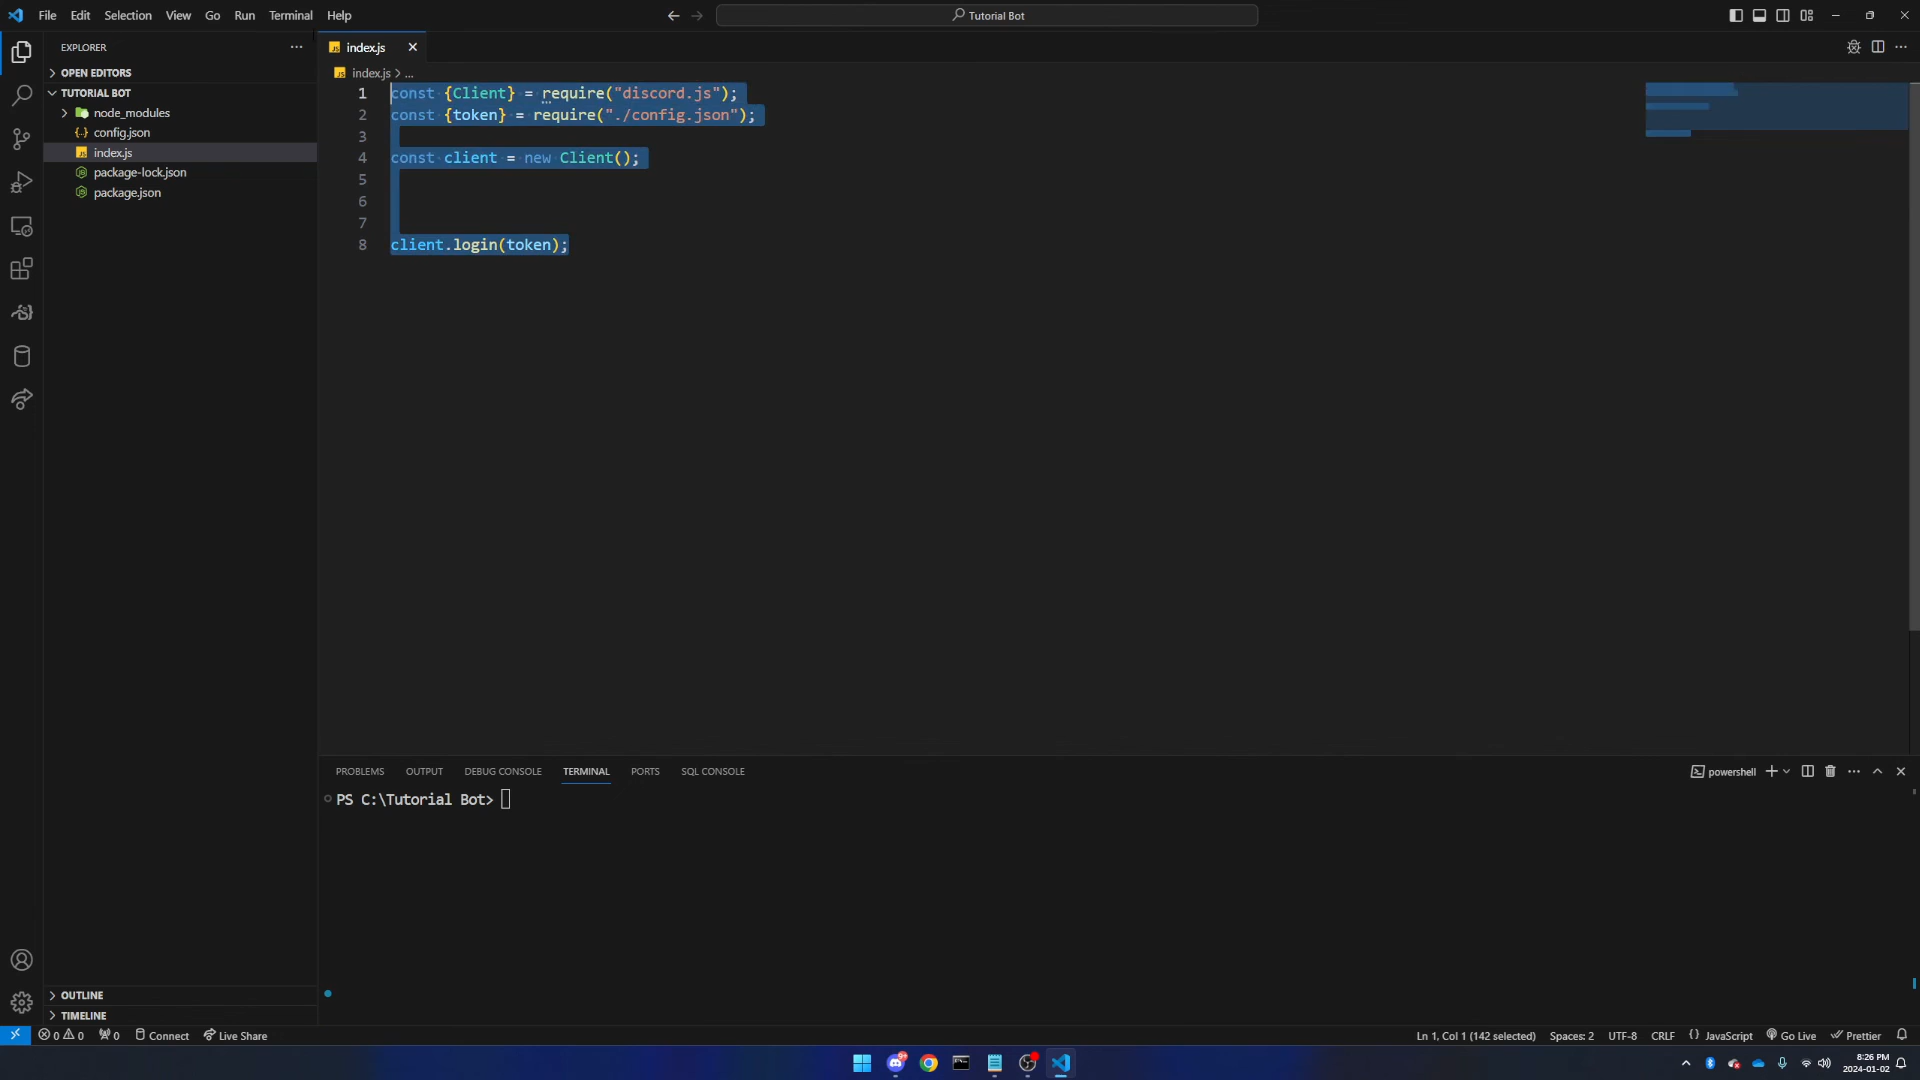 File Edit Selection View Go Run Terminal Help
Tutorial Bot
EXPLORER
OPEN EDITORS
TUTORIAL BOT
node_modules
config.json
index.js
package-lock.json
package.json
OUTLINE
TIMELINE
index.js
index.js > ...
1 const {Client} = require("discord.js");
2 const {token} = require("./config.json");
3
4 const client = new Client();
5
6
7
8 client.login(token);
PROBLEMS OUTPUT DEBUG CONSOLE TERMINAL PORTS SQL CONSOLE
powershell
PS C:\Tutorial Bot>
0 0 0 Connect Live Share
Ln 1, Col 1 (142 selected) Spaces: 2 UTF-8 CRLF {} JavaScript Go Live Prettier
8:26 PM
2024-01-02